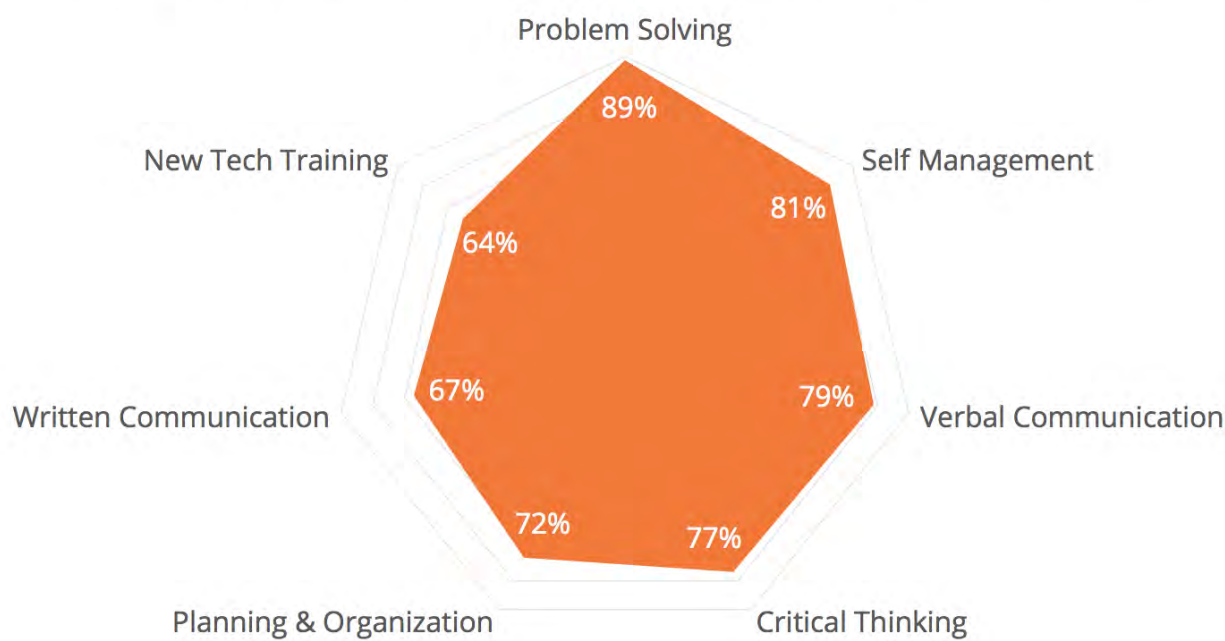 Problem Solving
89%
New Tech Training
Self Management
81%
64%
67%
79%
Written Communication
Verbal Communication
72%
77%
Planning & Organization
Critical Thinking